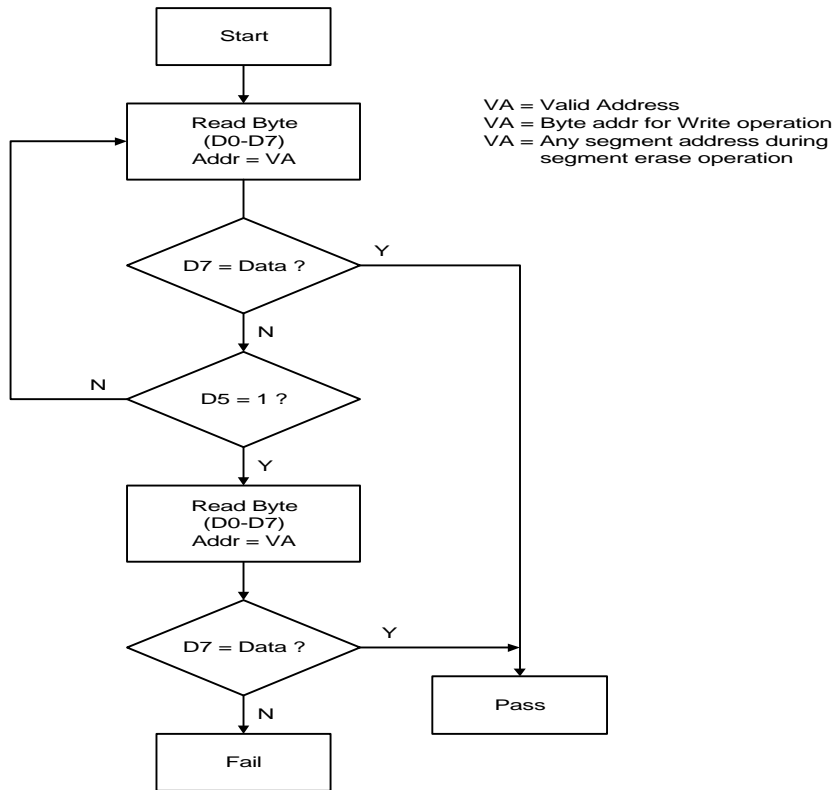 Start
Read Byte
(D0-D7)
Addr = VA
VA = Valid Address
VA = Byte addr for Write operation
VA = Any segment address during
segment erase operation
D7 = Data ?
Y
N
D5 = 1 ?
N
Y
Read Byte
(D0-D7)
Addr = VA
D7 = Data ?
Y
N
Pass
Fail